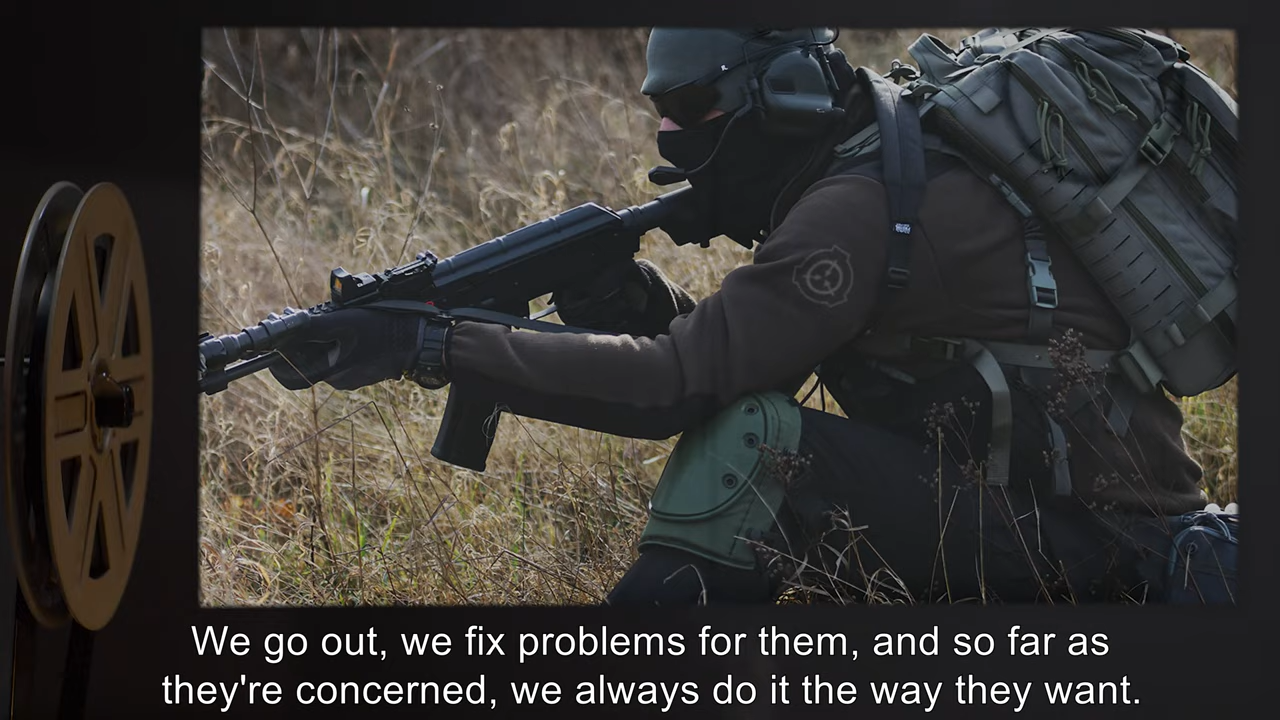 We go out, we fix problems for them, and so far as
they're concerned, we always do it the way they want.